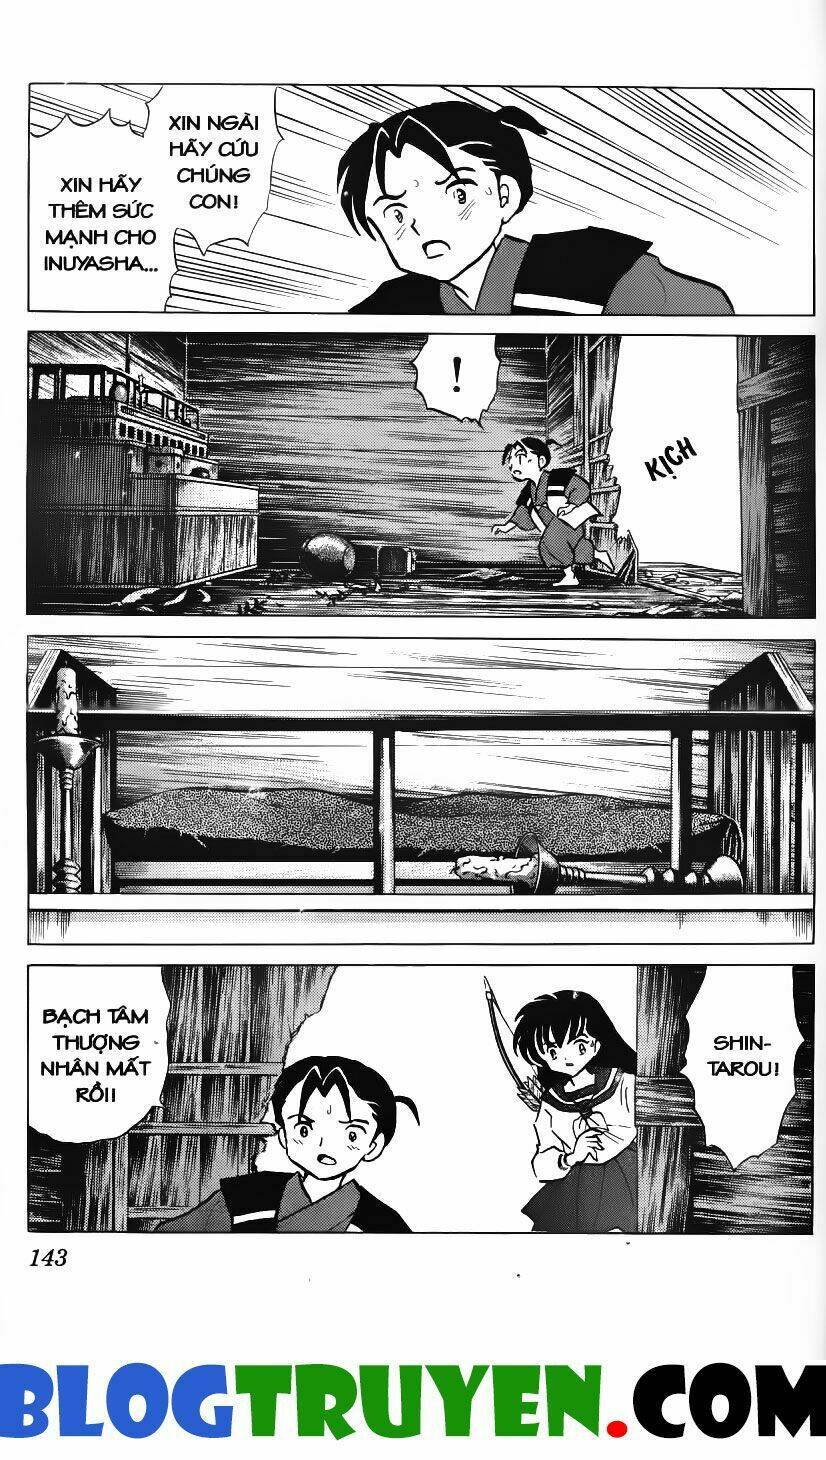 XIN NGÀI
HÃY CỨU
CHÚNG
CON!
XIN HÃY
THÊM SỨC
MẠNH CHO
INUYASHA...
!
KỊCH
SHIN-
TAROU!
BẠCH TÂM
THƯỢNG
NHÂN MẤT
RỒI!
143
BLOGTRUYEN.COM